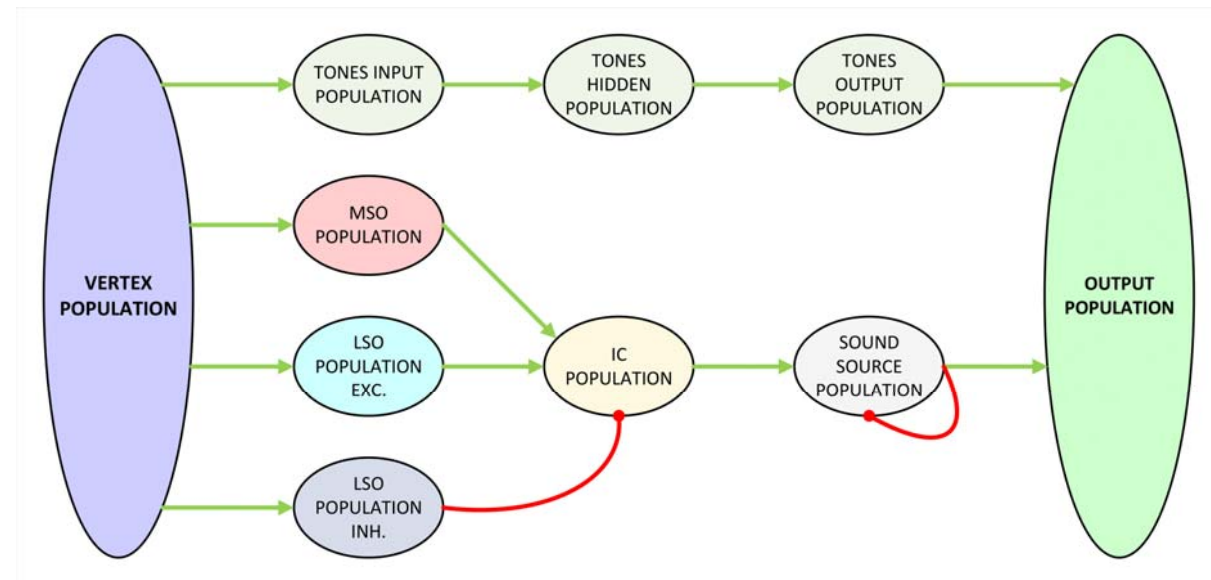 VERTEX
POPULATION
TONES INPUT
POPULATION
TONES
HIDDEN
POPULATION
TONES
OUTPUT
POPULATION
MSO
POPULATION
LSO
POPULATION
EXC.
LSO
POPULATION
INH.
IC
POPULATION
SOUND
SOURCE
POPULATION
OUTPUT
POPULATION